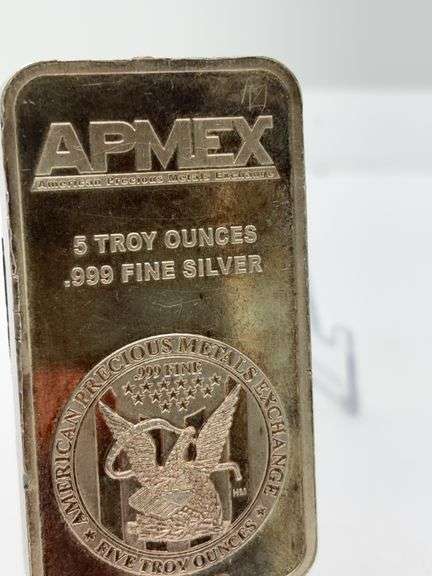 APMEX
American Precious Metals Exchange
5 TROY OUNCES
.999 FINE SILVER
AMERICAN PRECIOUS METALS EXCHANGE
.999 FINE
HM
★ FIVE TROY OUNCES ★